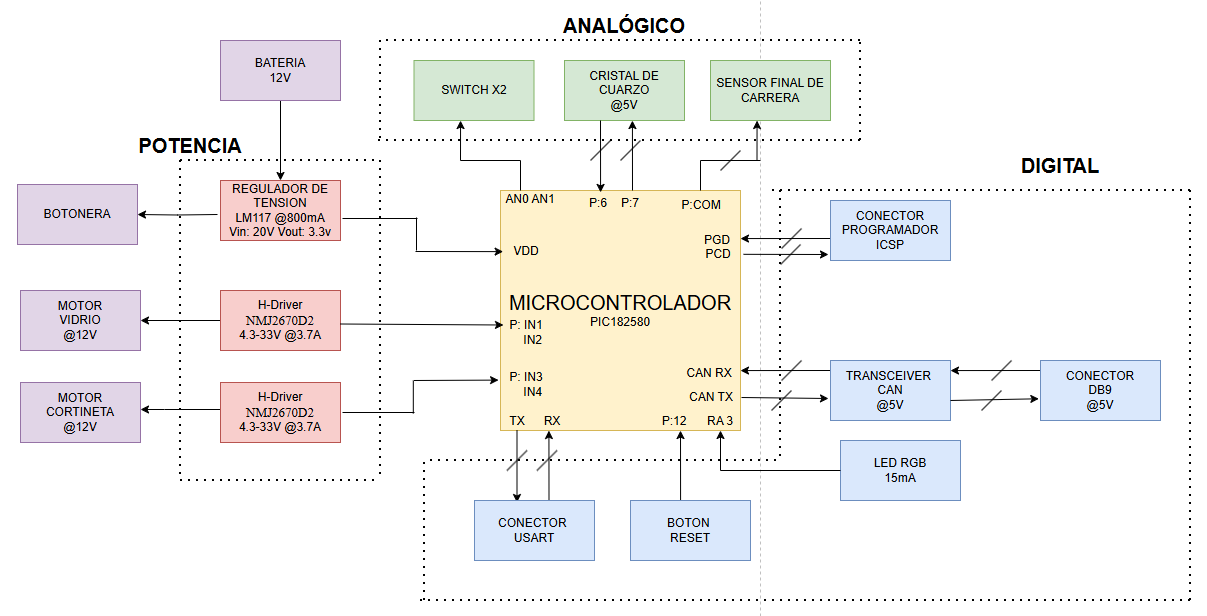 ANALÓGICO
BATERIA
12V
SWITCH X2
CRISTAL DE
CUARZO
@5V
SENSOR FINAL DE
CARRERA
POTENCIA
DIGITAL
BOTONERA
REGULADOR DE
TENSION
LM117 @800mA
Vin: 20V Vout: 3.3v
AN0 AN1
P:6
P:7
P:COM
VDD
PGD
PCD
CONECTOR
PROGRAMADOR
ICSP
MICROCONTROLADOR
PIC182580
MOTOR
VIDRIO
@12V
H-Driver
NMJ2670D2
4.3-33V @3.7A
P: IN1
IN2
MOTOR
CORTINETA
@12V
H-Driver
NMJ2670D2
4.3-33V @3.7A
P: IN3
IN4
CAN RX
CAN TX
TRANSCEIVER
CAN
@5V
CONECTOR
DB9
@5V
TX
RX
P:12
RA 3
LED RGB
15mA
CONECTOR
USART
BOTON
RESET